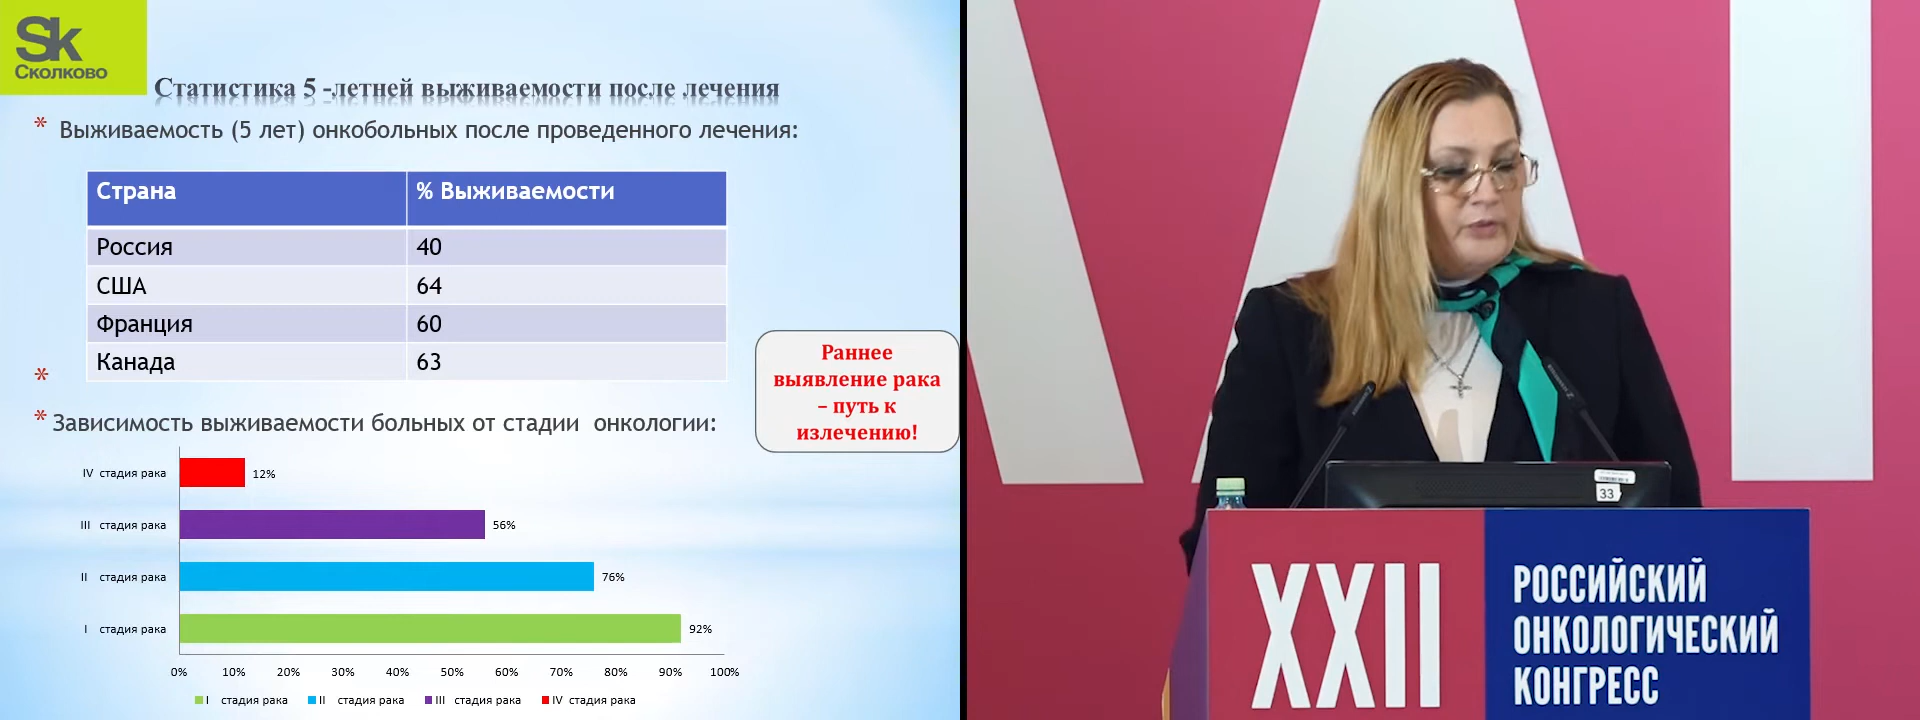 Sk
Сколково
Статистика 5 -летней выживаемости после лечения
* Выживаемость (5 лет) онкобольных после проведенного лечения:
Страна % Выживаемости
Россия 40
США 64
Франция 60
Канада 63
*
Раннее
выявление рака
– путь к
излечению!
* Зависимость выживаемости больных от стадии онкологии:
IV стадия рака 12%
III стадия рака 56%
II стадия рака 76%
I стадия рака 92%
0% 10% 20% 30% 40% 50% 60% 70% 80% 90% 100%
I стадия рака II стадия рака III стадия рака IV стадия рака
33
XXII
РОССИЙСКИЙ
ОНКОЛОГИЧЕСКИЙ
КОНГРЕСС